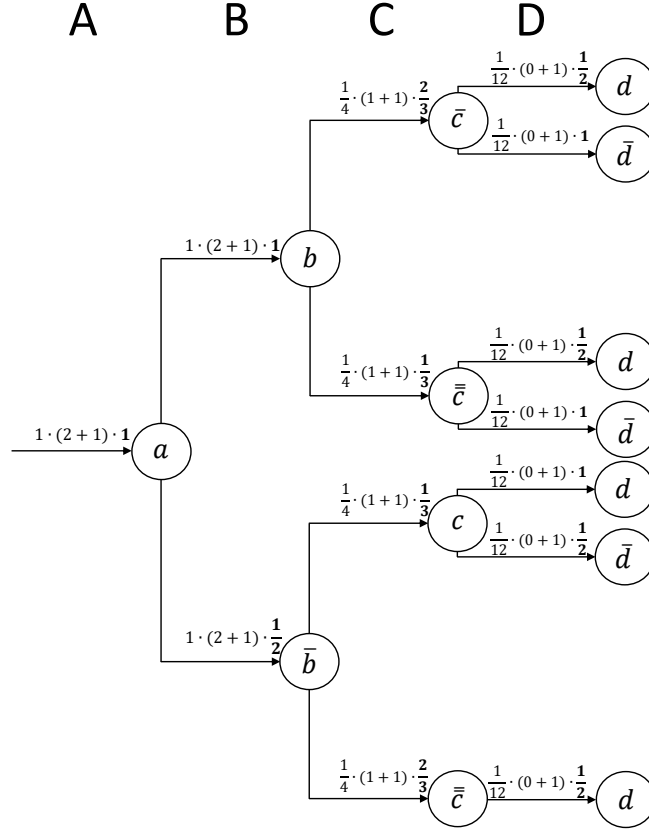 A B C D
1/12 · (0 + 1) · 1/2
d
1/4 · (1 + 1) · 2/3
c̄
1/12 · (0 + 1) · 1
d̄
1 · (2 + 1) · 1
b
1/12 · (0 + 1) · 1/2
d
1/4 · (1 + 1) · 1/3
c̿
1/12 · (0 + 1) · 1
d̄
1 · (2 + 1) · 1
a
1/12 · (0 + 1) · 1
d
1/4 · (1 + 1) · 1/3
c
1/12 · (0 + 1) · 1/2
d̄
1 · (2 + 1) · 1/2
b̄
1/4 · (1 + 1) · 2/3
c̿
1/12 · (0 + 1) · 1/2
d